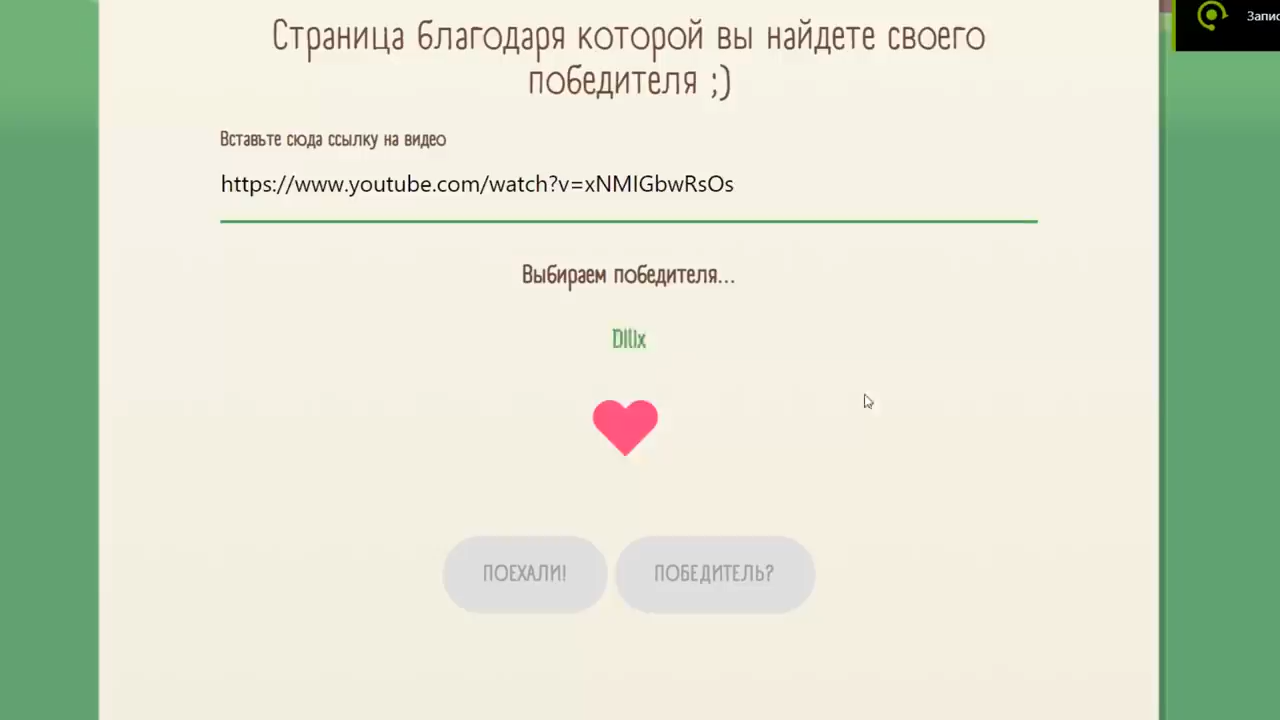 Запис
Страница благодаря которой вы найдете своего
победителя ;)
Вставьте сюда ссылку на видео
https://www.youtube.com/watch?v=xNMIGbwRsOs
Выбираем победителя...
ПОЕХАЛИ!
ПОБЕДИТЕЛЬ?